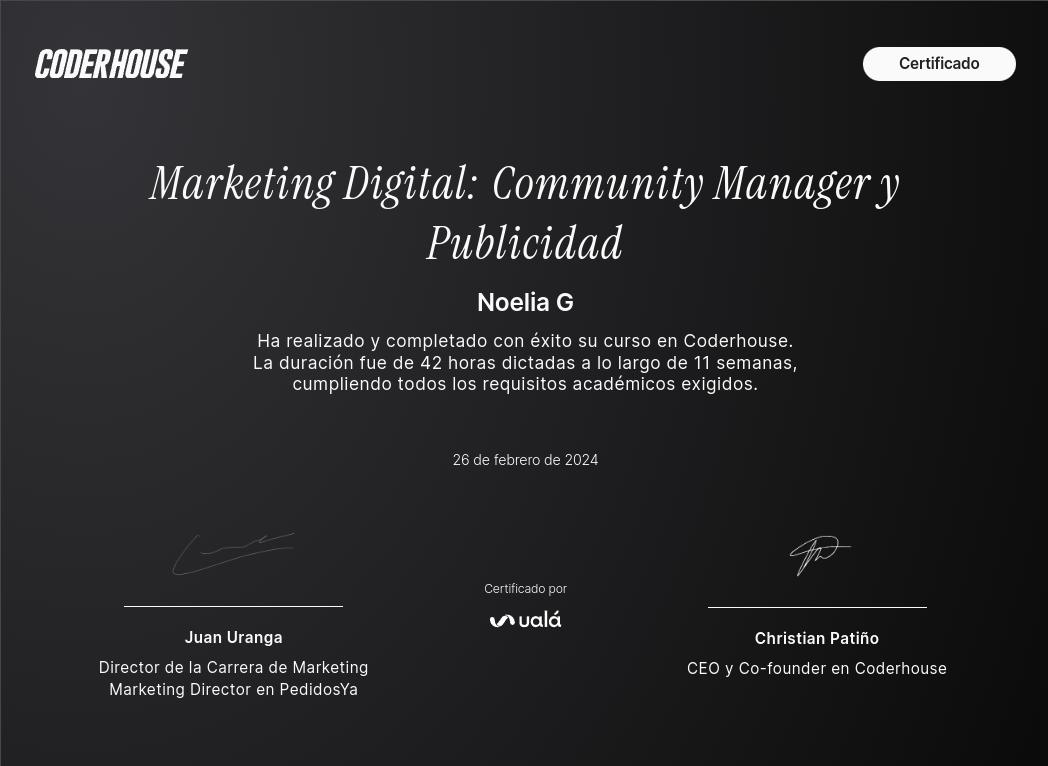 CODERHOUSE
Certificado
Marketing Digital: Community Manager y
Publicidad
Noelia G
Ha realizado y completado con éxito su curso en Coderhouse.
La duración fue de 42 horas dictadas a lo largo de 11 semanas,
cumpliendo todos los requisitos académicos exigidos.
26 de febrero de 2024
Certificado por
ualá
Juan Uranga
Director de la Carrera de Marketing
Marketing Director en PedidosYa
Christian Patiño
CEO y Co-founder en Coderhouse